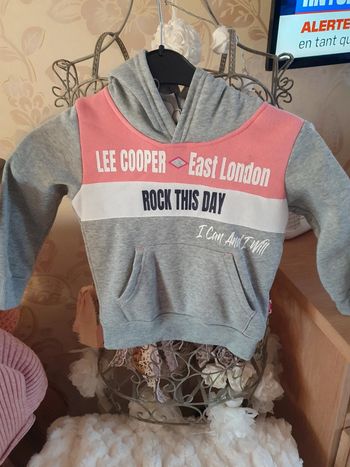 ALERTE
en tant qu
LEE COOPER East London
ROCK THIS DAY
I Can And I Will